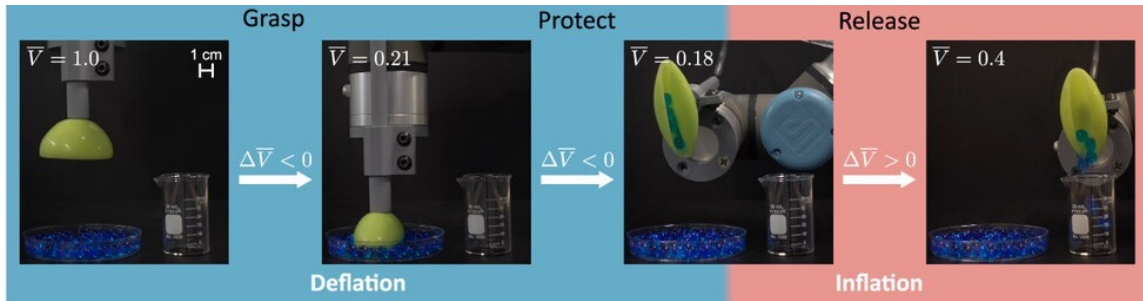 Grasp
Protect
Release
V̅ = 1.0
1 cm
V̅ = 0.21
V̅ = 0.18
V̅ = 0.4
ΔV̅ < 0
ΔV̅ < 0
ΔV̅ > 0
Deflation
Inflation